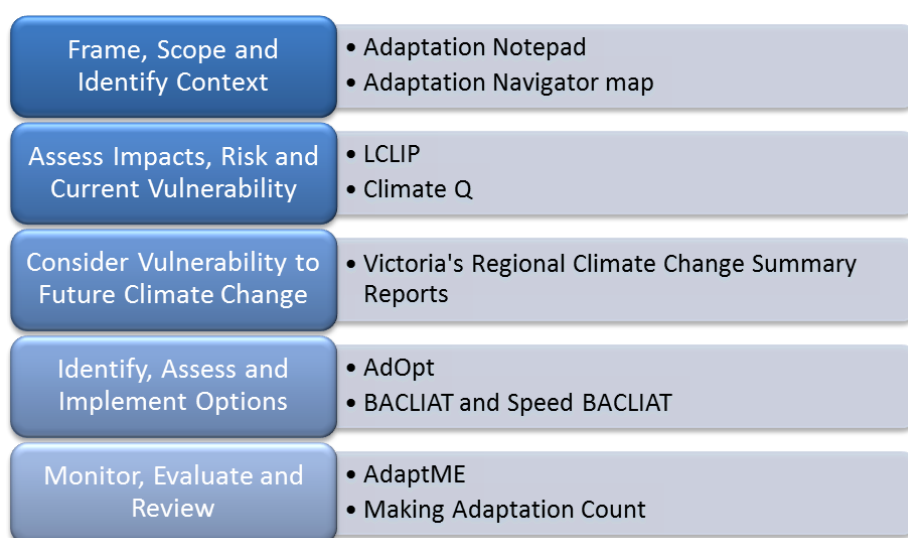 Frame, Scope and
Identify Context
• Adaptation Notepad
• Adaptation Navigator map
Assess Impacts, Risk and
Current Vulnerability
• LCLIP
• Climate Q
Consider Vulnerability to
Future Climate Change
• Victoria's Regional Climate Change Summary
Reports
Identify, Assess and
Implement Options
• AdOpt
• BACLIAT and Speed BACLIAT
Monitor, Evaluate and
Review
• AdaptME
• Making Adaptation Count